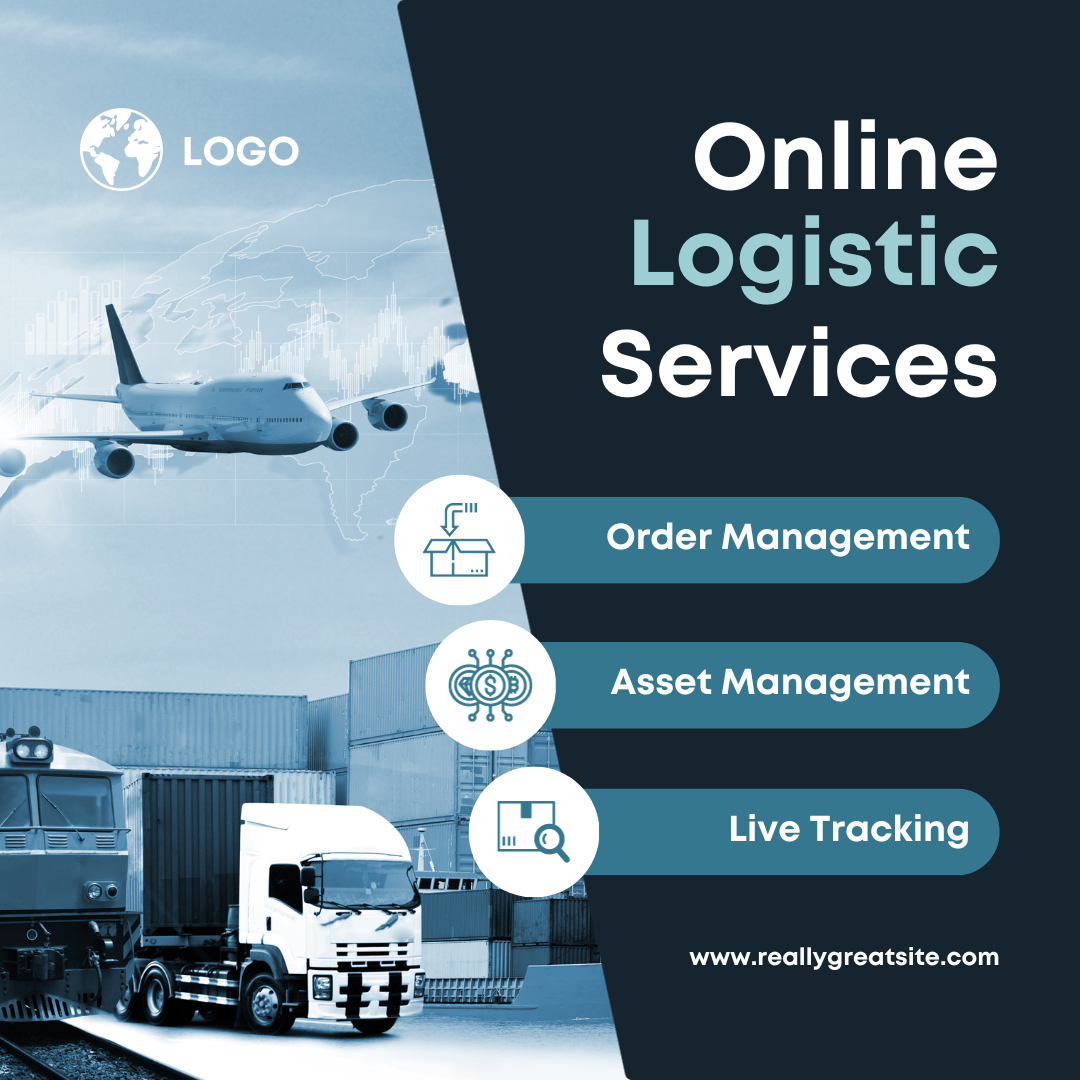 LOGO
Online
Logistic
Services
Order Management
Asset Management
Live Tracking
www.reallygreatsite.com